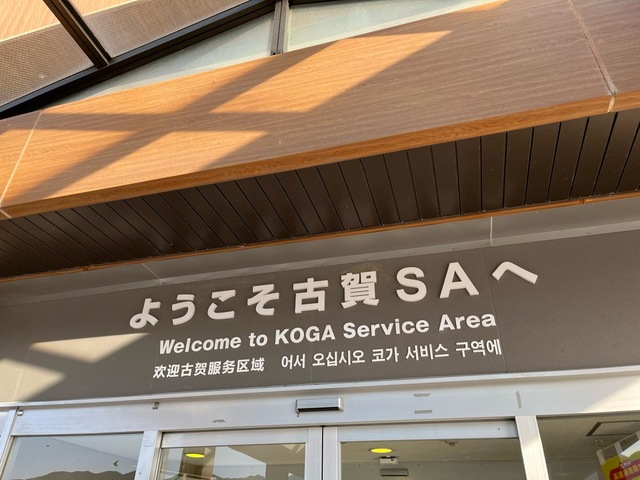 ようこそ古賀SAへ
Welcome to KOGA Service Area
欢迎古贺服务区域 어서 오십시오 코가 서비스 구역에